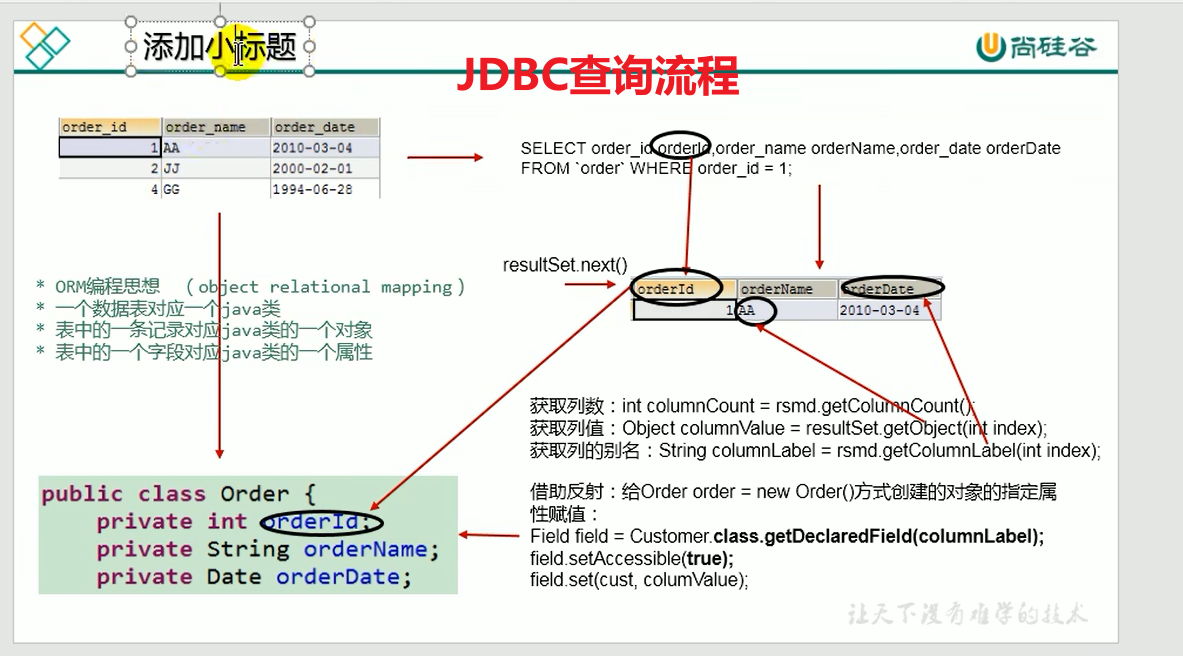 添加小标题
尚硅谷
JDBC查询流程
order_id order_name order_date
1 AA 2010-03-04
2 JJ 2000-02-01
4 GG 1994-06-28
SELECT order_id orderId,order_name orderName,order_date orderDate
FROM `order` WHERE order_id = 1;
resultSet.next()
orderId orderName orderDate
1 AA 2010-03-04
* ORM编程思想 （object relational mapping）
* 一个数据表对应一个java类
* 表中的一条记录对应java类的一个对象
* 表中的一个字段对应java类的一个属性
获取列数：int columnCount = rsmd.getColumnCount();
获取列值：Object columnValue = resultSet.getObject(int index);
获取列的别名：String columnLabel = rsmd.getColumnLabel(int index);
public class Order {
private int orderId;
private String orderName;
private Date orderDate;
借助反射：给Order order = new Order()方式创建的对象的指定属
性赋值：
Field field = Customer.class.getDeclaredField(columnLabel);
field.setAccessible(true);
field.set(cust, columValue);
让天下没有难学的技术